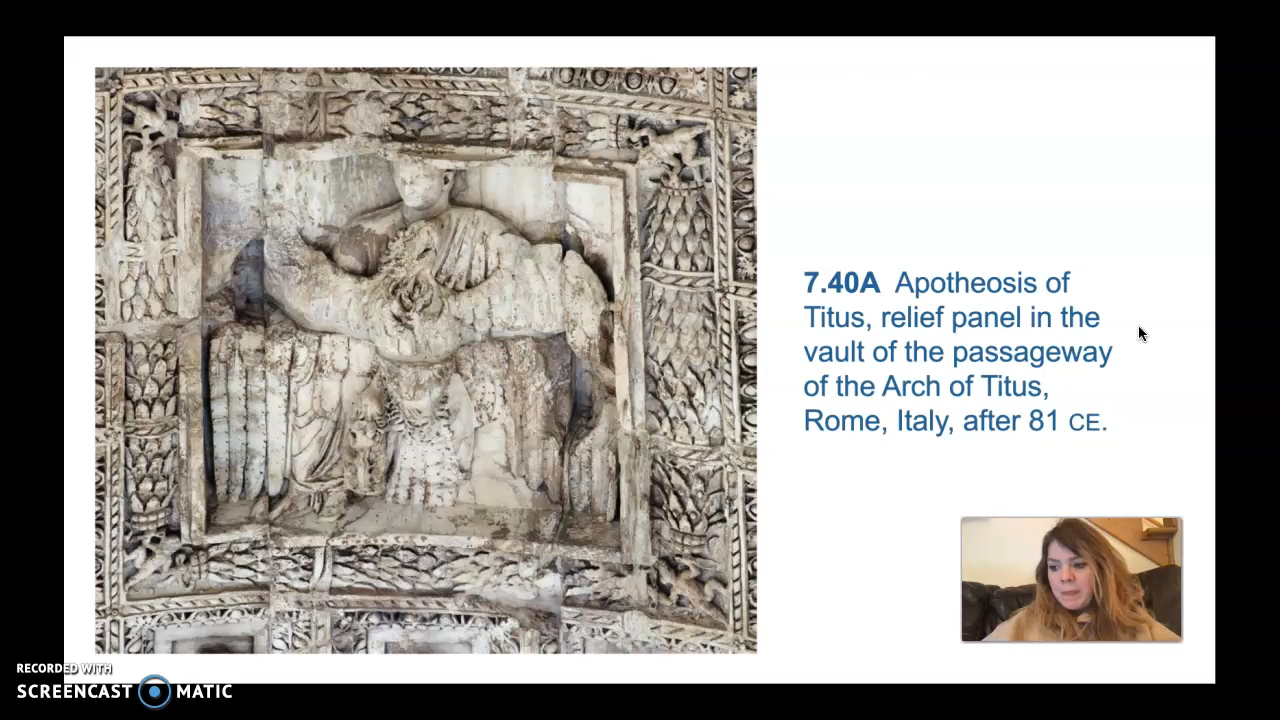 7.40A Apotheosis of
Titus, relief panel in the
vault of the passageway
of the Arch of Titus,
Rome, Italy, after 81 CE.
RECORDED WITH
SCREENCAST MATIC